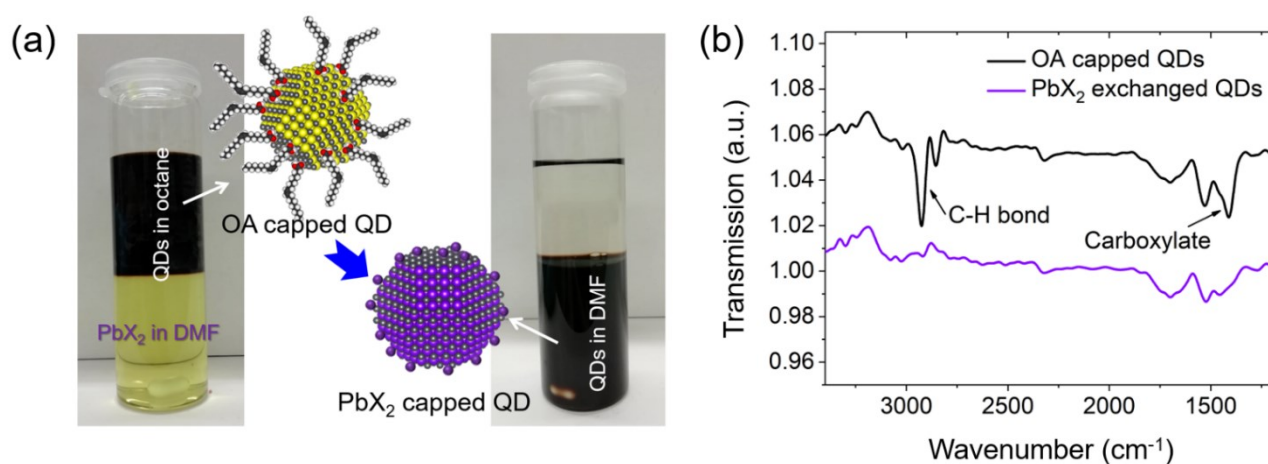 (a)
QDs in octane
PbX₂ in DMF
OA capped QD
PbX₂ capped QD
QDs in DMF
(b)
OA capped QDs
PbX₂ exchanged QDs
C-H bond
Carboxylate
Transmission (a.u.)
1.10
1.08
1.06
1.04
1.02
1.00
0.98
0.96
3000 2500 2000 1500
Wavenumber (cm⁻¹)